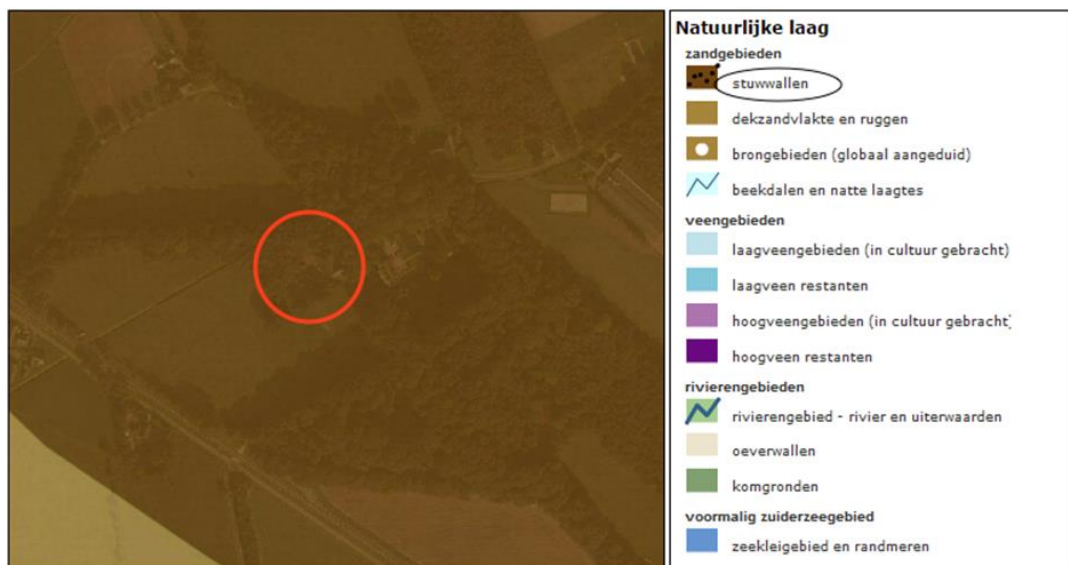 Natuurlijke laag
zandgebieden
stuwwallen
dekzandvlakte en ruggen
brongebieden (globaal aangeduid)
beekdalen en natte laagtes
veengebieden
laagveengebieden (in cultuur gebracht)
laagveen restanten
hoogveengebieden (in cultuur gebracht)
hoogveen restanten
rivierengebieden
rivierengebied - rivier en uiterwaarden
oeverwallen
komgronden
voormalig zuiderzeegebied
zeekleigebied en randmeren